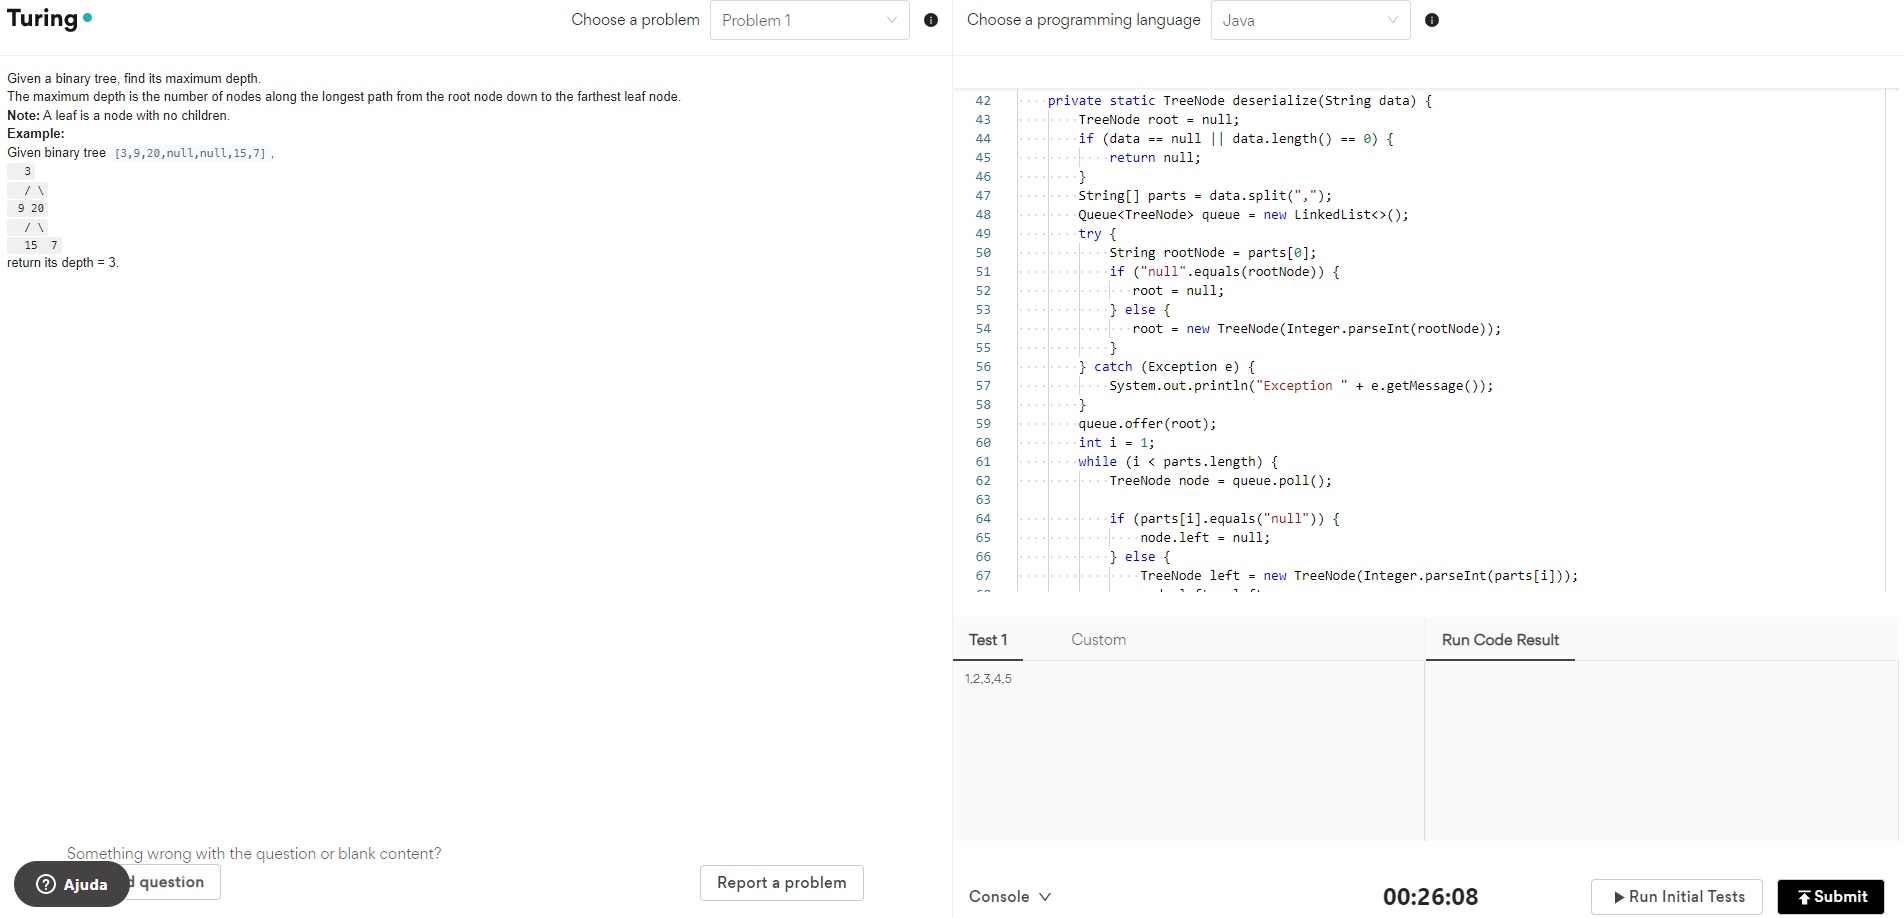 Turing
Choose a problem
Problem 1
Choose a programming language
Java
Given a binary tree, find its maximum depth.
The maximum depth is the number of nodes along the longest path from the root node down to the farthest leaf node.
Note: A leaf is a node with no children.
Example:
Given binary tree [3,9,20,null,null,15,7] ,
3
/ \
9 20
/ \
15 7
return its depth = 3.
42 private static TreeNode deserialize(String data) {
43 TreeNode root = null;
44 if (data == null || data.length() == 0) {
45 return null;
46 }
47 String[] parts = data.split(",");
48 Queue<TreeNode> queue = new LinkedList<>();
49 try {
50 String rootNode = parts[0];
51 if ("null".equals(rootNode)) {
52 root = null;
53 } else {
54 root = new TreeNode(Integer.parseInt(rootNode));
55 }
56 } catch (Exception e) {
57 System.out.println("Exception " + e.getMessage());
58 }
59 queue.offer(root);
60 int i = 1;
61 while (i < parts.length) {
62 TreeNode node = queue.poll();
63
64 if (parts[i].equals("null")) {
65 node.left = null;
66 } else {
67 TreeNode left = new TreeNode(Integer.parseInt(parts[i]));
Test 1
Custom
Run Code Result
1,2,3,4,5
Something wrong with the question or blank content?
Ajuda
question
Report a problem
Console
00:26:08
Run Initial Tests
Submit